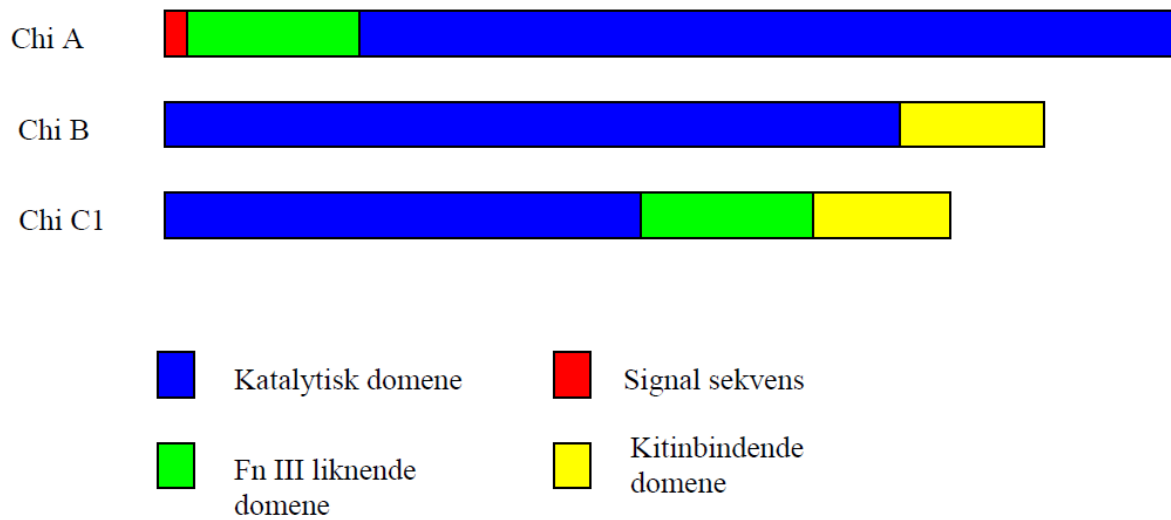 Chi A
Chi B
Chi C1
Katalytisk domene
Signal sekvens
Fn III liknende
domene
Kitinbindende
domene